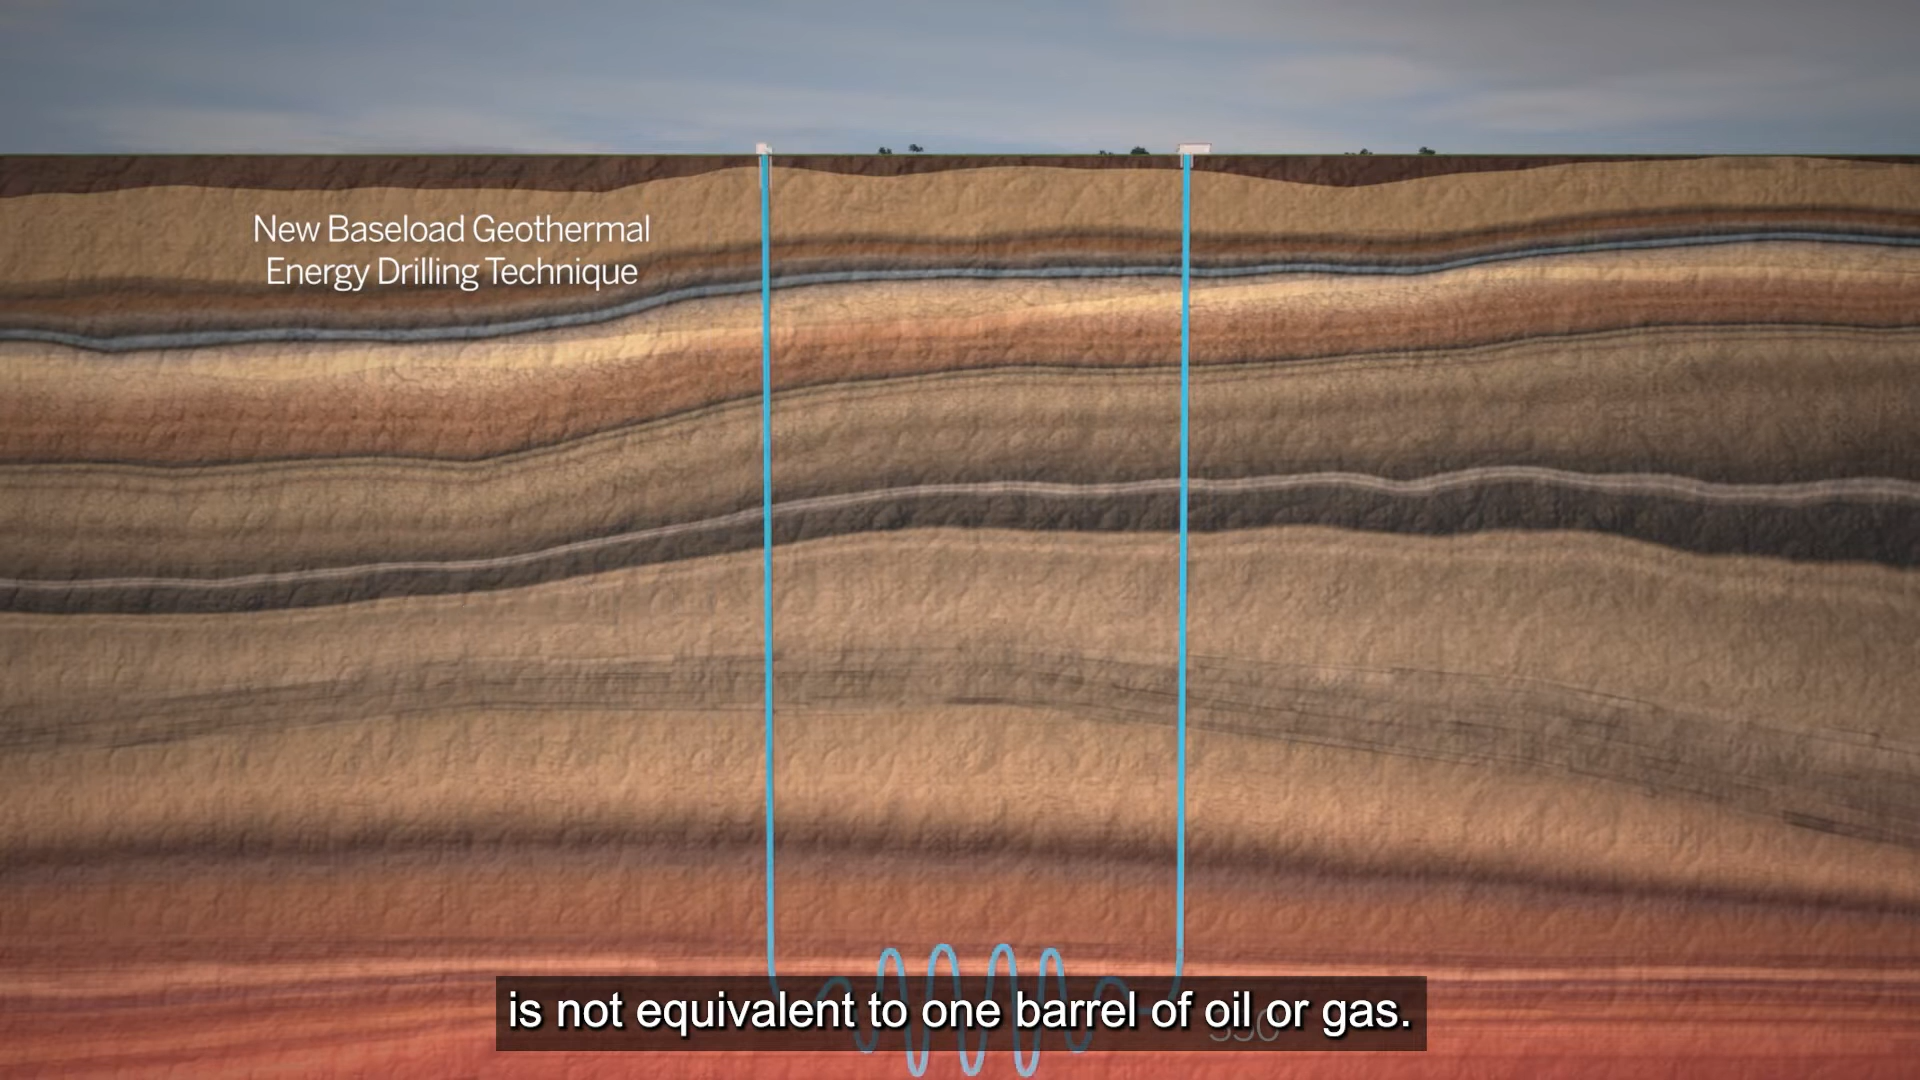 New Baseload Geothermal
Energy Drilling Technique
is not equivalent to one barrel of oil or gas.